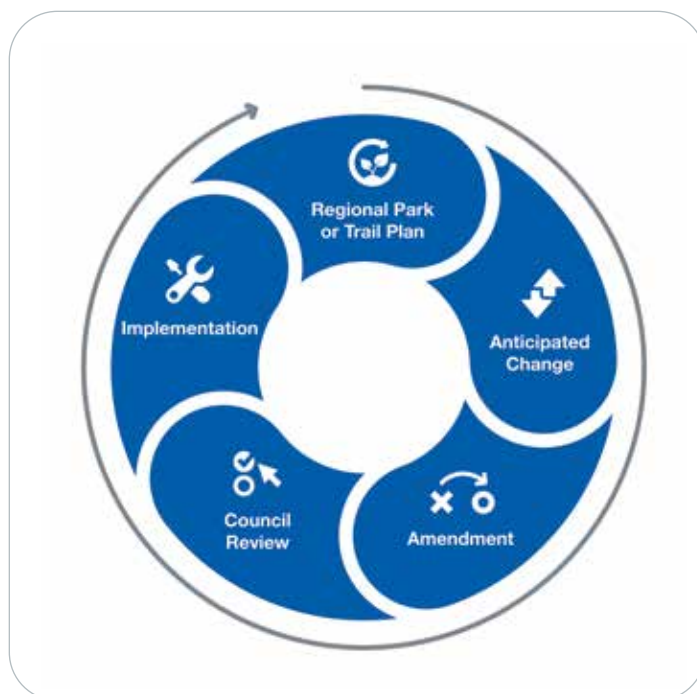 Regional Park
or Trail Plan
Anticipated
Change
Amendment
Council
Review
Implementation